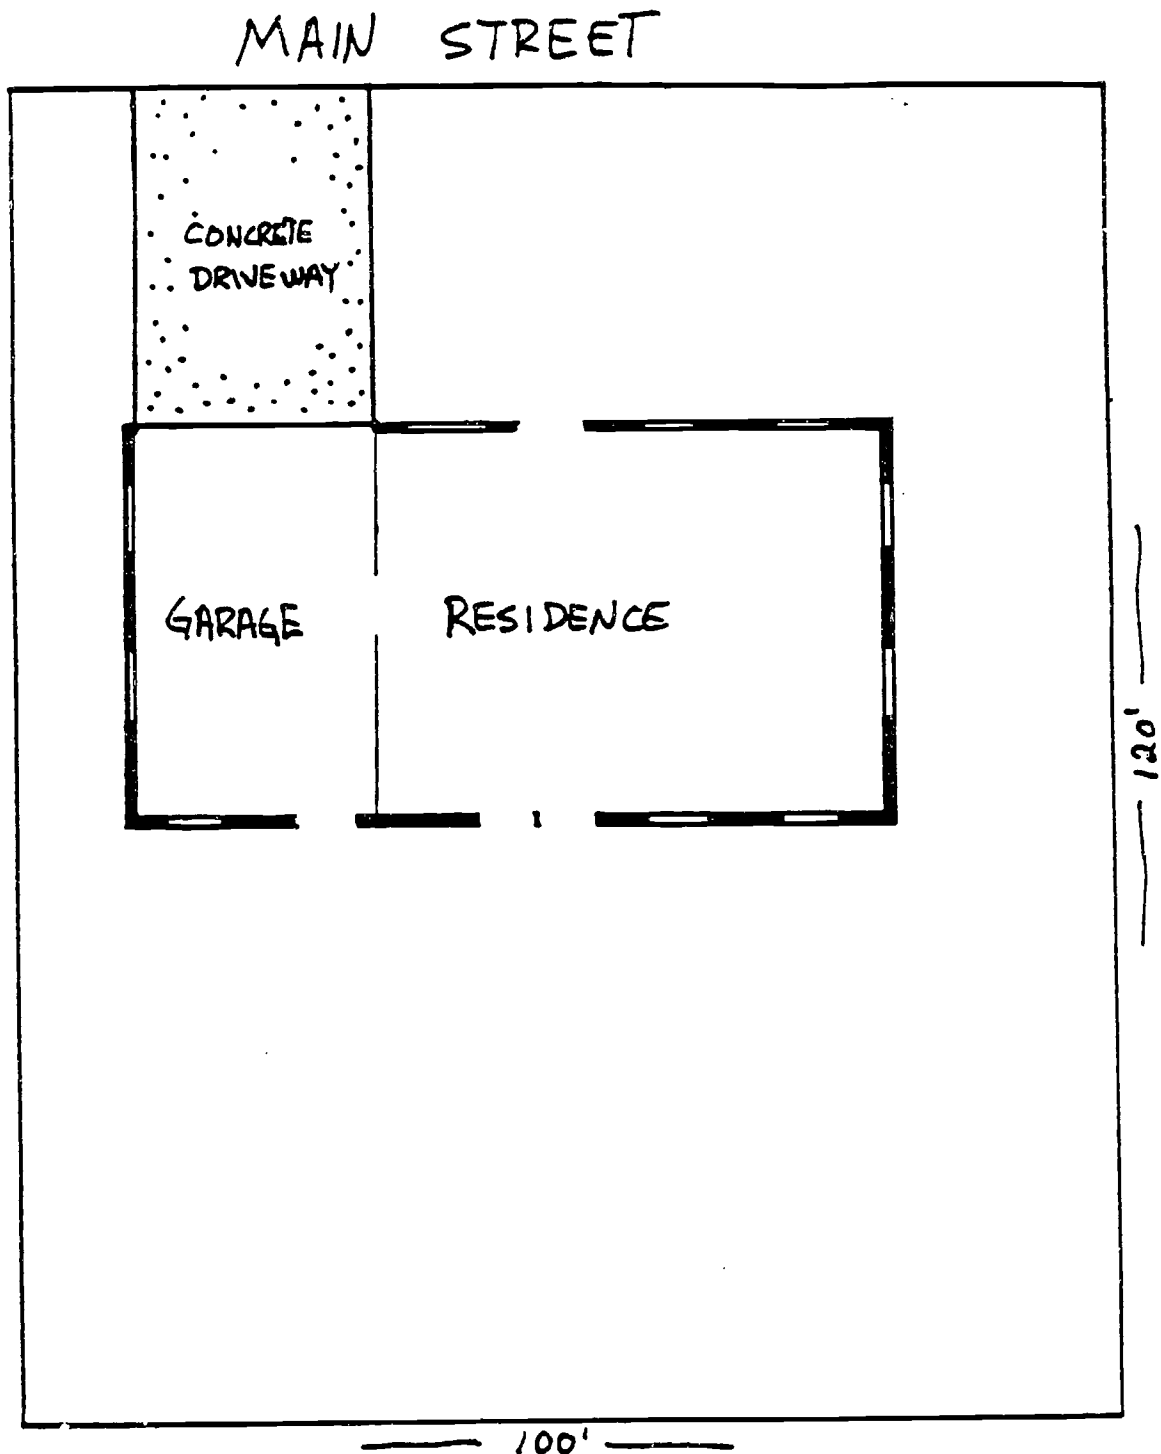 MAIN STREET
CONCRETE
DRIVEWAY
GARAGE
RESIDENCE
120'
100'